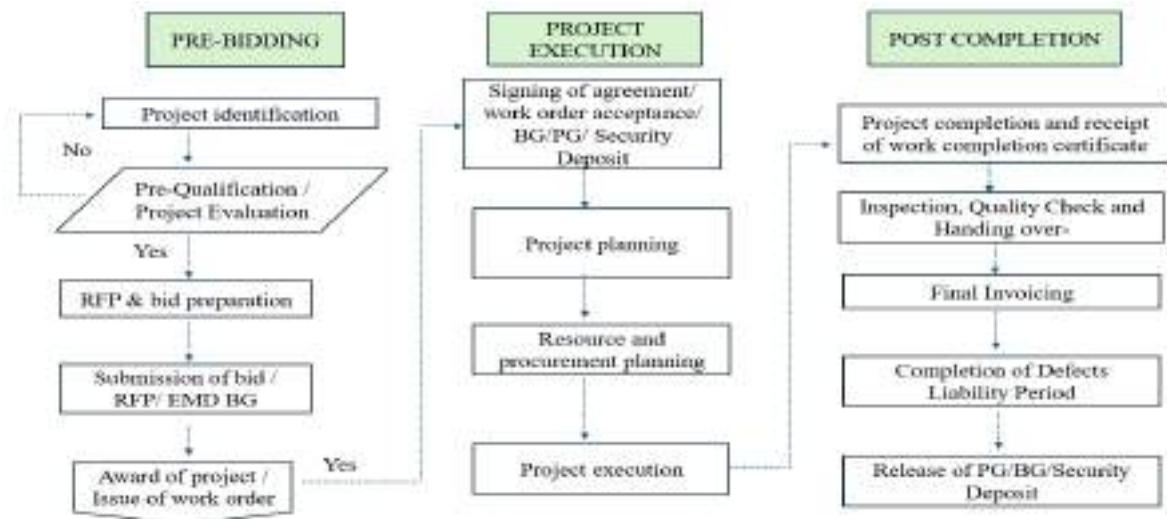 PRE-BIDDING
Project identification
No
Pre-Qualification /
Project Evaluation
Yes
RFP & bid preparation
Submission of bid /
RFP/ EMD BG
Award of project /
Issue of work order
Yes
PROJECT
EXECUTION
Signing of agreement/
work order acceptance/
BG/PG/ Security
Deposit
Project planning
Resource and
procurement planning
Project execution
POST COMPLETION
Project completion and receipt
of work completion certificate
Inspection, Quality Check and
Handing over-
Final Invoicing
Completion of Defects
Liability Period
Release of PG/BG/Security
Deposit